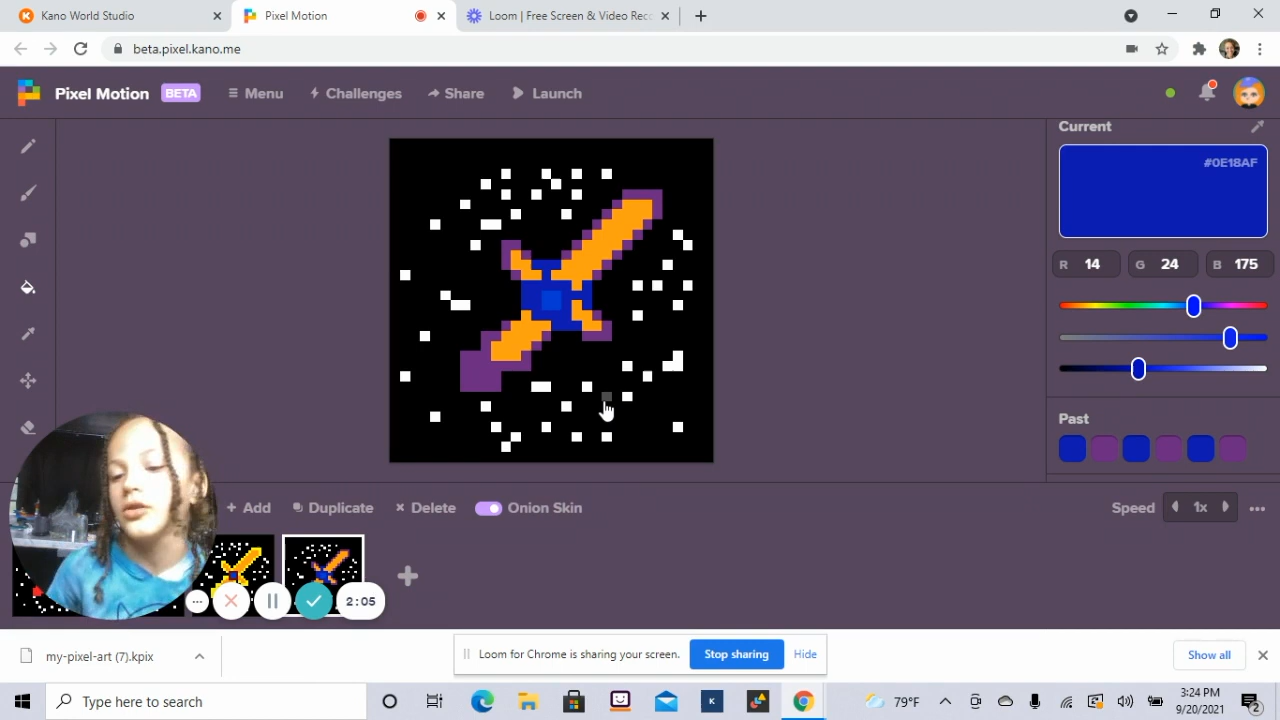 Kano World Studio
Pixel Motion
Loom | Free Screen & Video Reco
beta.pixel.kano.me
Pixel Motion BETA
Menu
Challenges
Share
Launch
Current
#0E18AF
R 14
G 24
B 175
Past
Add
Duplicate
Delete
Onion Skin
Speed
1x
2:05
my-pixel-art (7).kpix
Loom for Chrome is sharing your screen.
Stop sharing
Hide
Show all
Type here to search
K
79°F
3:24 PM
9/20/2021
2